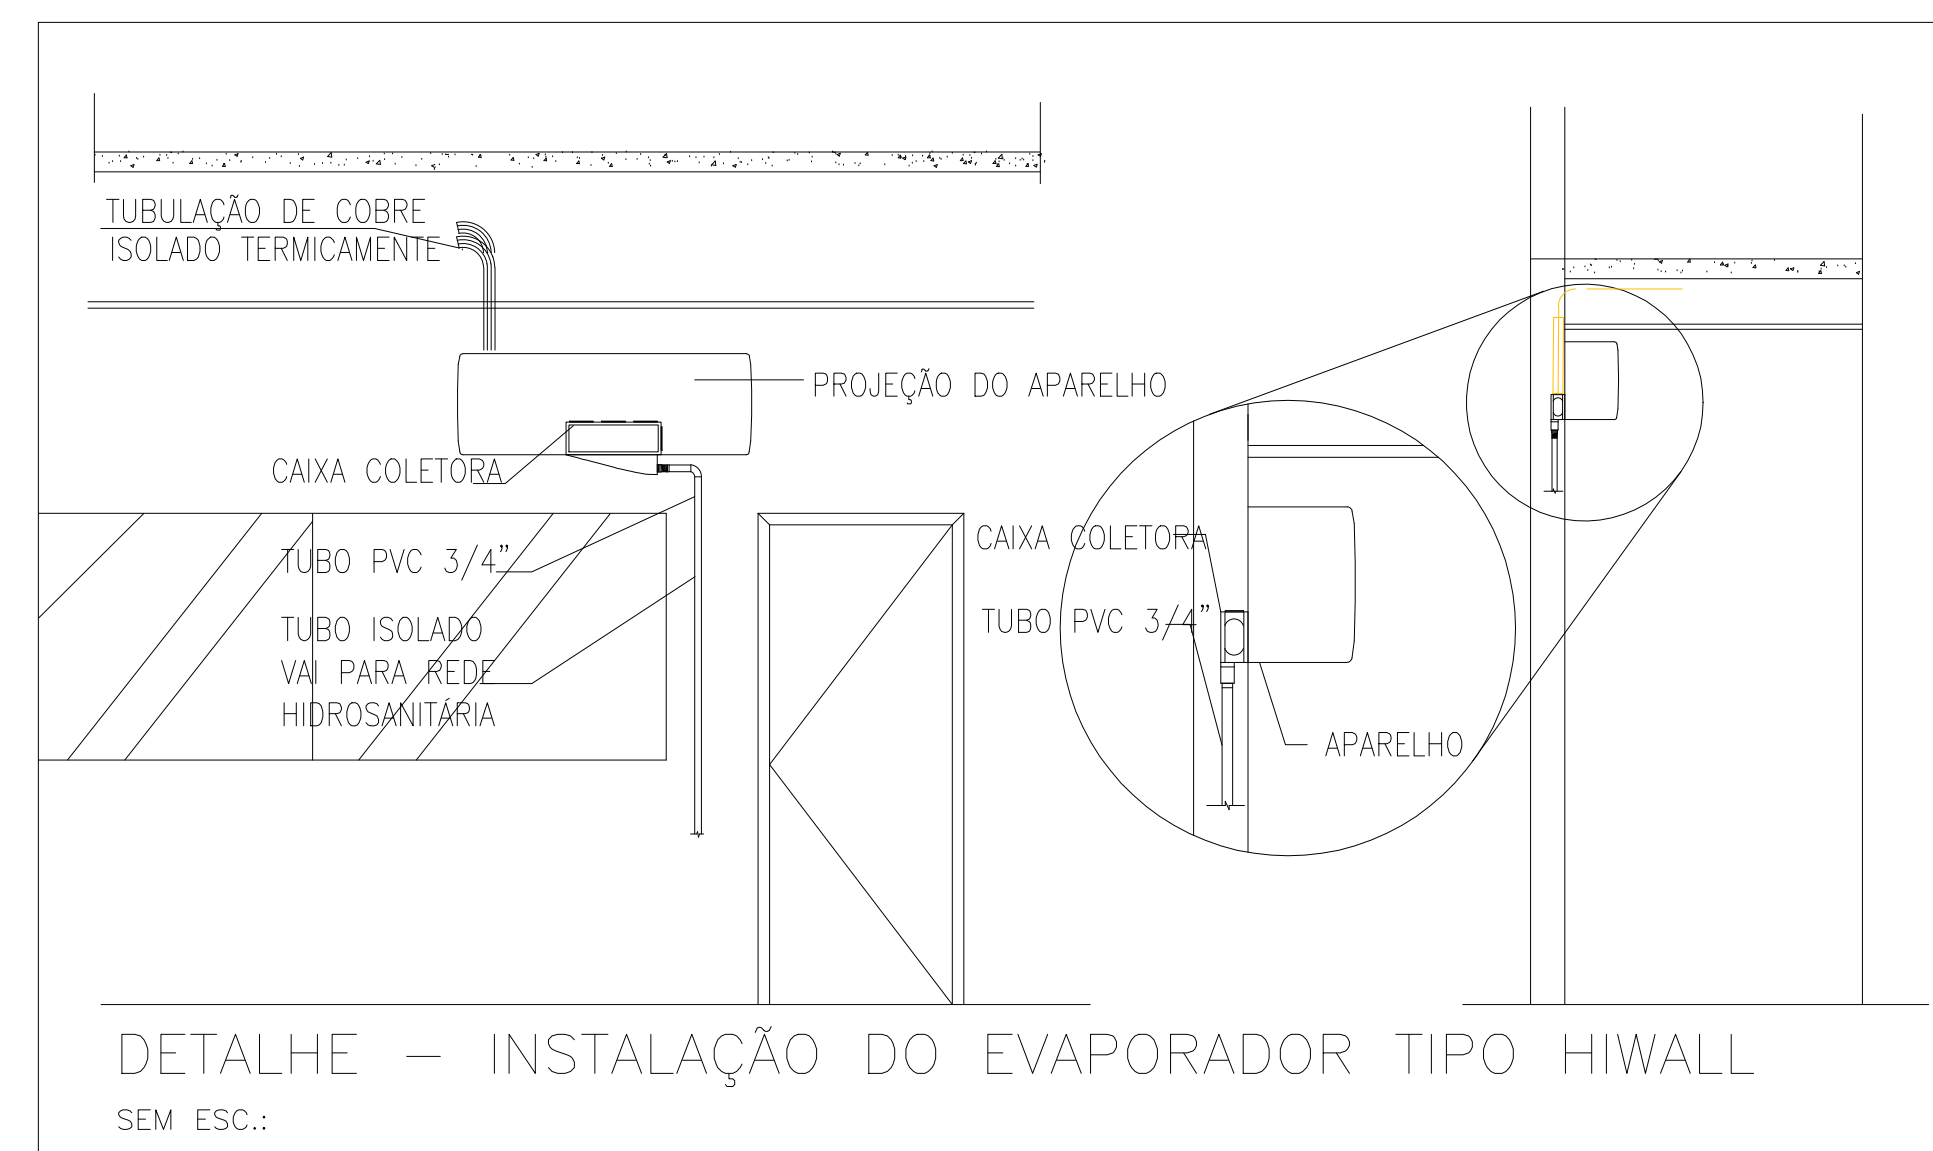 TUBULAÇÃO DE COBRE
ISOLADO TERMICAMENTE
PROJEÇÃO DO APARELHO
CAIXA COLETORA
TUBO PVC 3/4”
TUBO ISOLADO
VAI PARA REDE
HIDROSANITÁRIA
CAIXA COLETORA
TUBO PVC 3/4”
APARELHO
DETALHE – INSTALAÇÃO DO EVAPORADOR TIPO HIWALL
SEM ESC.: